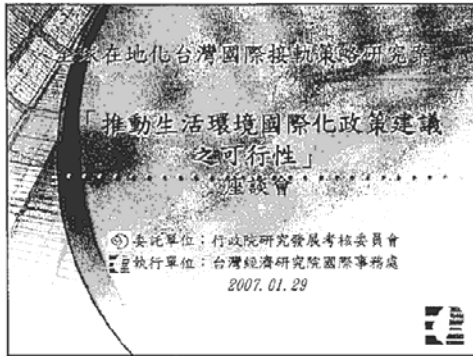 全球在地化台灣國際接軌策略研究案
「推動生活環境國際化政策建議
之可行性」
座談會
委託單位：行政院研究發展考核委員會
執行單位：台灣經濟研究院國際事務處
2007.01.29